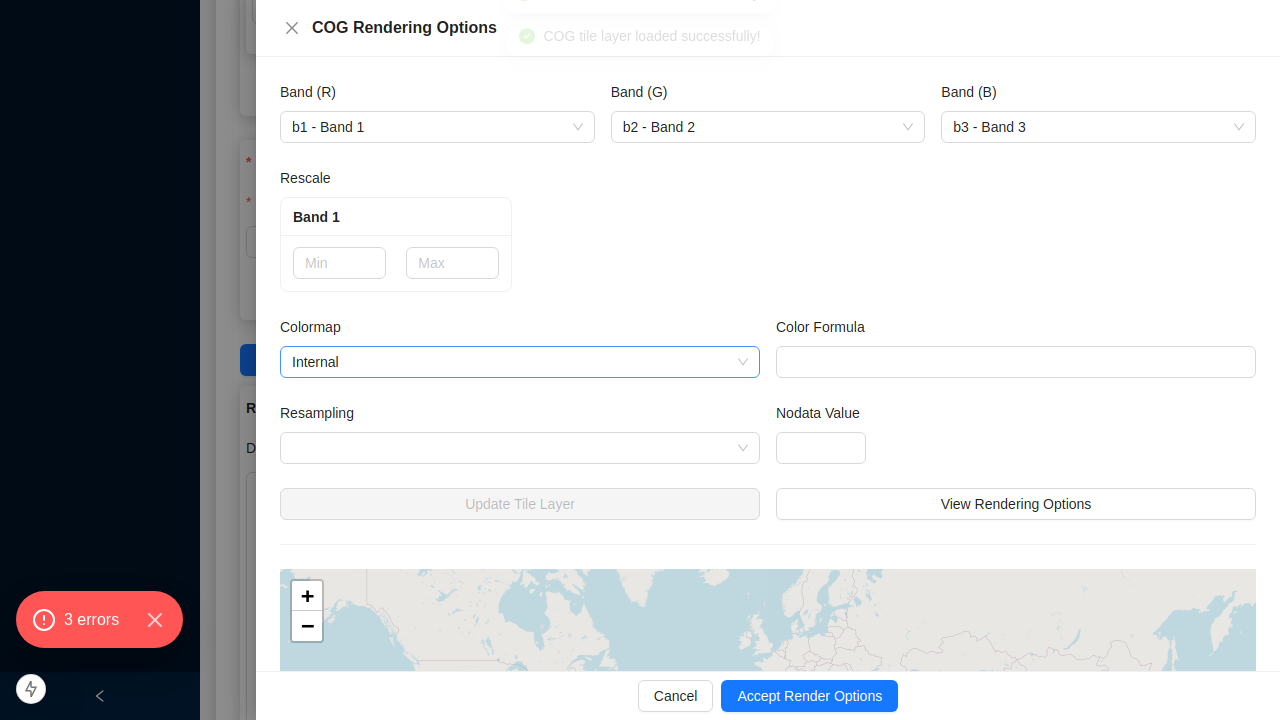 COG Rendering Options
COG tile layer loaded successfully!
Band (R)
Band (G)
Band (B)
b1 - Band 1
b2 - Band 2
b3 - Band 3
Rescale
Band 1
Min
Max
Colormap
Color Formula
Internal
Resampling
Nodata Value
Update Tile Layer
View Rendering Options
+
−
3 errors
Cancel
Accept Render Options
*
*
R
D